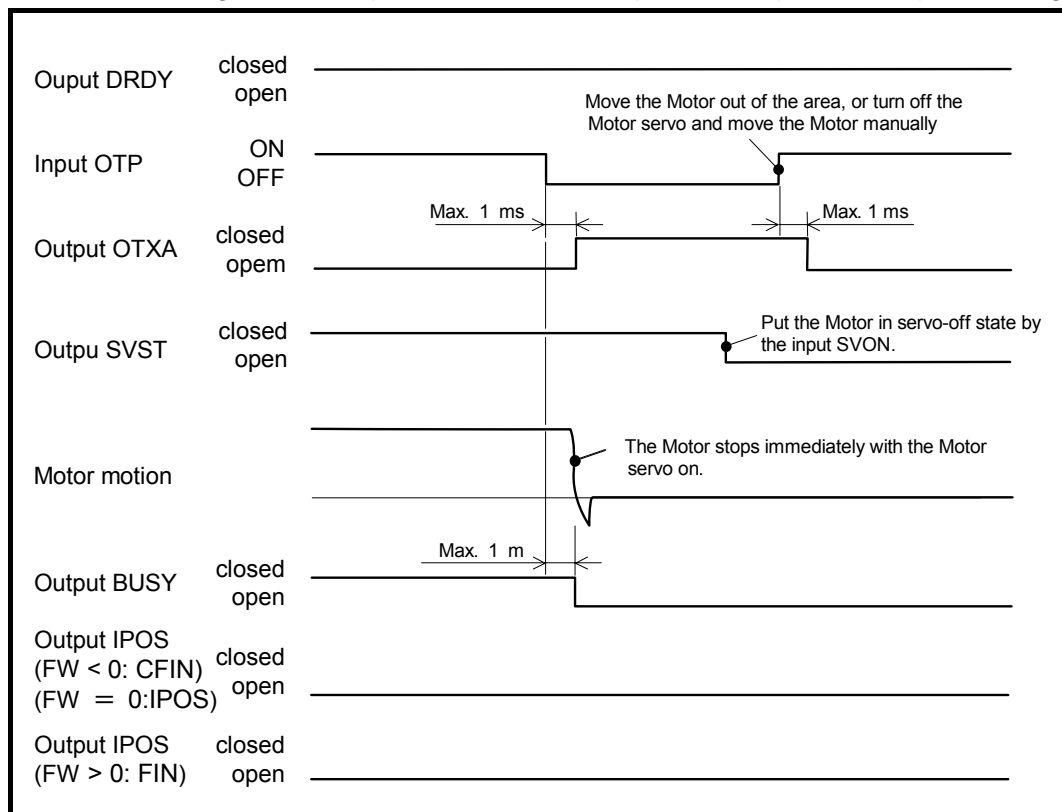 Ouput DRDY
closed
open
Move the Motor out of the area, or turn off the
Motor servo and move the Motor manually
Input OTP
ON
OFF
Max. 1 ms
Max. 1 ms
Output OTXA
closed
opem
Outpu SVST
closed
open
Put the Motor in servo-off state by
the input SVON.
Motor motion
The Motor stops immediately with the Motor
servo on.
Max. 1 m
Output BUSY
closed
open
Output IPOS
(FW < 0: CFIN)
(FW = 0:IPOS)
closed
open
Output IPOS
(FW > 0: FIN)
closed
open